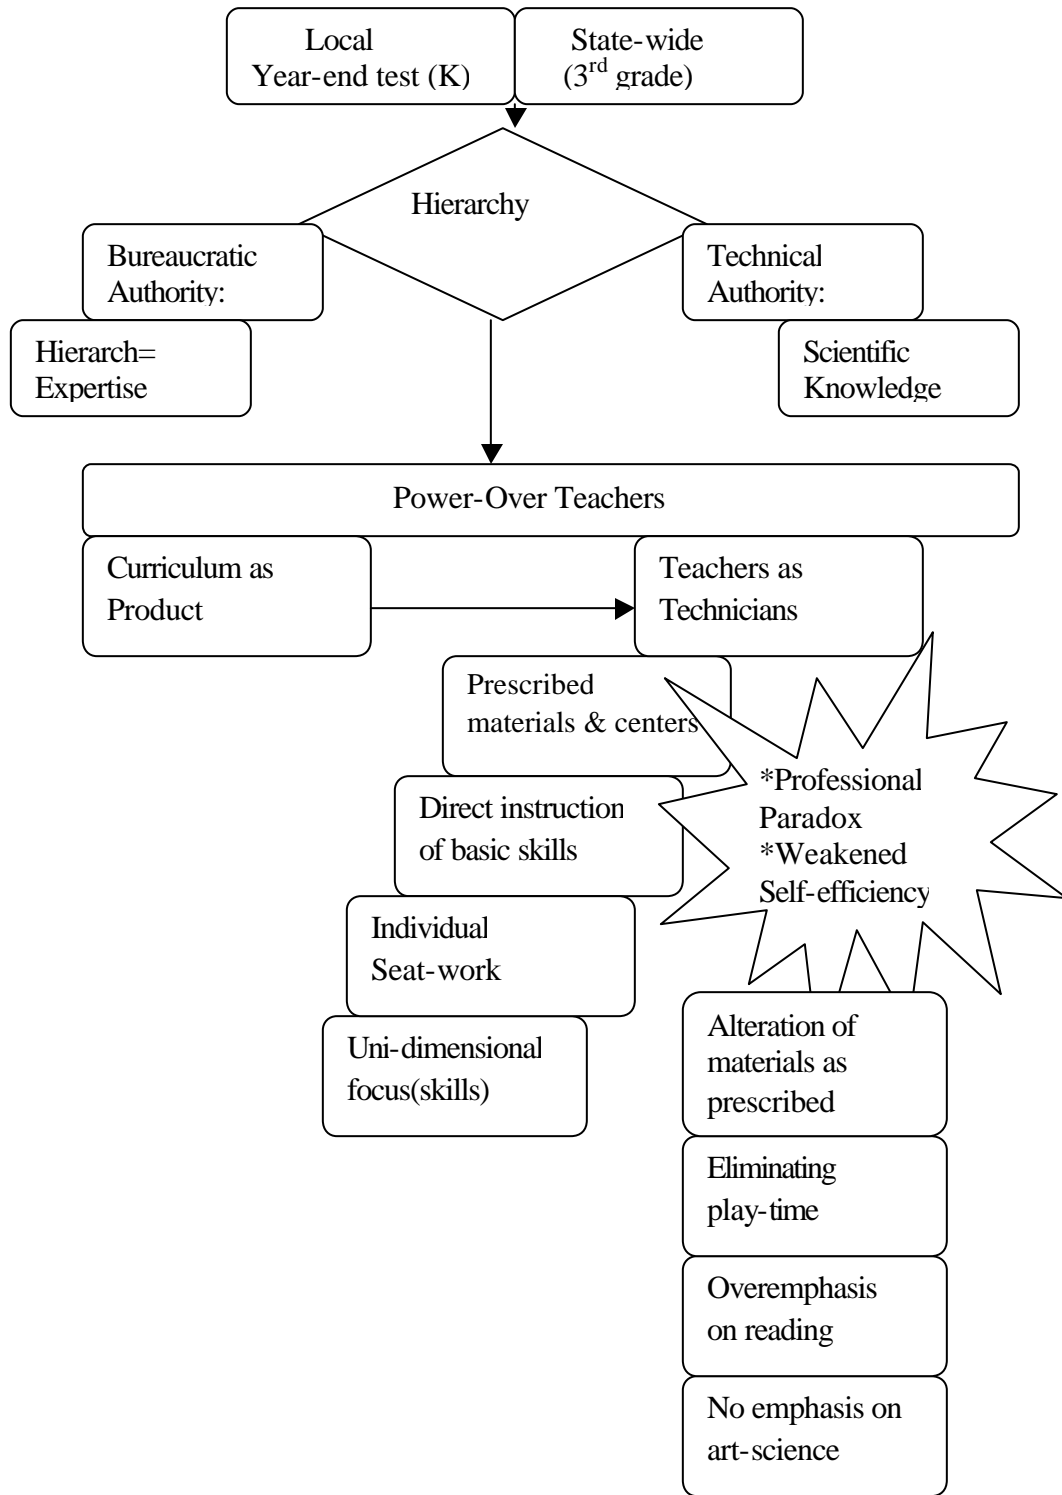 Local
Year-end test (K)
State-wide
(3rd grade)
Hierarchy
Bureaucratic
Authority:
Technical
Authority:
Hierarch=
Expertise
Scientific
Knowledge
Power-Over Teachers
Curriculum as
Product
Teachers as
Technicians
Prescribed
materials & centers
Direct instruction
of basic skills
Individual
Seat-work
Uni-dimensional
focus(skills)
*Professional
Paradox
*Weakened
Self-efficiency
Alteration of
materials as
prescribed
Eliminating
play-time
Overemphasis
on reading
No emphasis on
art-science